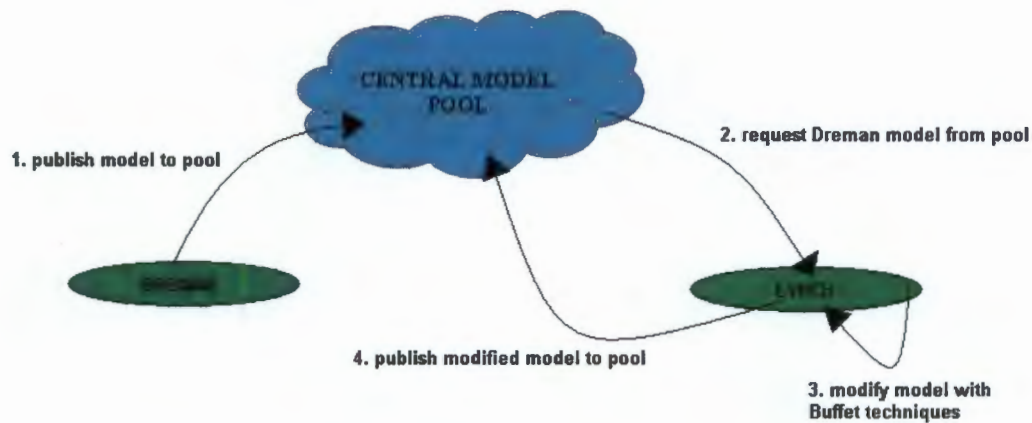 CENTRAL MODEL
POOL
1. publish model to pool
2. request Dreman model from pool
LYNCH
4. publish modified model to pool
3. modify model with
Buffet techniques